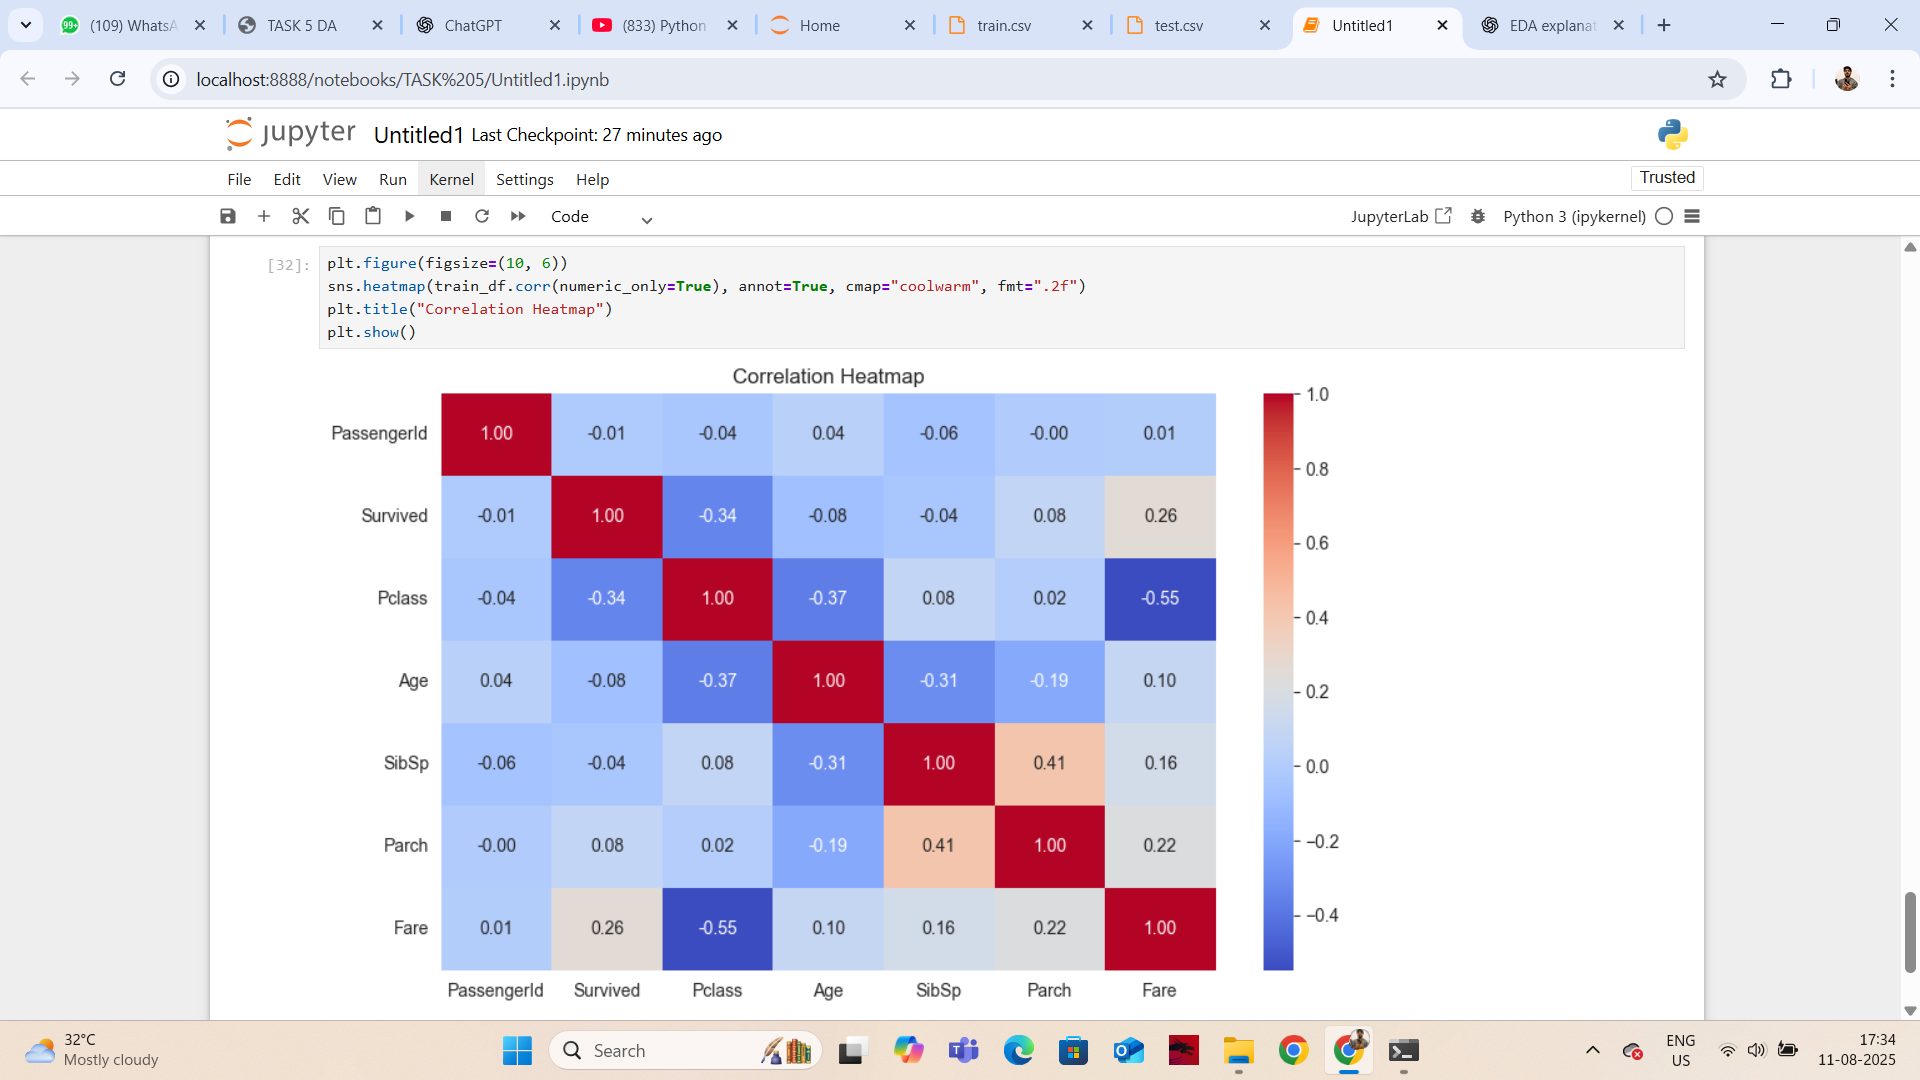 99+ (109) WhatsA
TASK 5 DA
ChatGPT
(833) Python
Home
train.csv
test.csv
Untitled1
EDA explanat
localhost:8888/notebooks/TASK%205/Untitled1.ipynb
jupyter Untitled1 Last Checkpoint: 27 minutes ago
File Edit View Run Kernel Settings Help Trusted
Code JupyterLab Python 3 (ipykernel)
[32]: plt.figure(figsize=(10, 6))
sns.heatmap(train_df.corr(numeric_only=True), annot=True, cmap="coolwarm", fmt=".2f")
plt.title("Correlation Heatmap")
plt.show()
Correlation Heatmap
PassengerId 1.00 -0.01 -0.04 0.04 -0.06 -0.00 0.01
Survived -0.01 1.00 -0.34 -0.08 -0.04 0.08 0.26
Pclass -0.04 -0.34 1.00 -0.37 0.08 0.02 -0.55
Age 0.04 -0.08 -0.37 1.00 -0.31 -0.19 0.10
SibSp -0.06 -0.04 0.08 -0.31 1.00 0.41 0.16
Parch -0.00 0.08 0.02 -0.19 0.41 1.00 0.22
Fare 0.01 0.26 -0.55 0.10 0.16 0.22 1.00
PassengerId Survived Pclass Age SibSp Parch Fare
1.0
0.8
0.6
0.4
0.2
0.0
−0.2
−0.4
32°C
Mostly cloudy
Search
ENG
US
17:34
11-08-2025